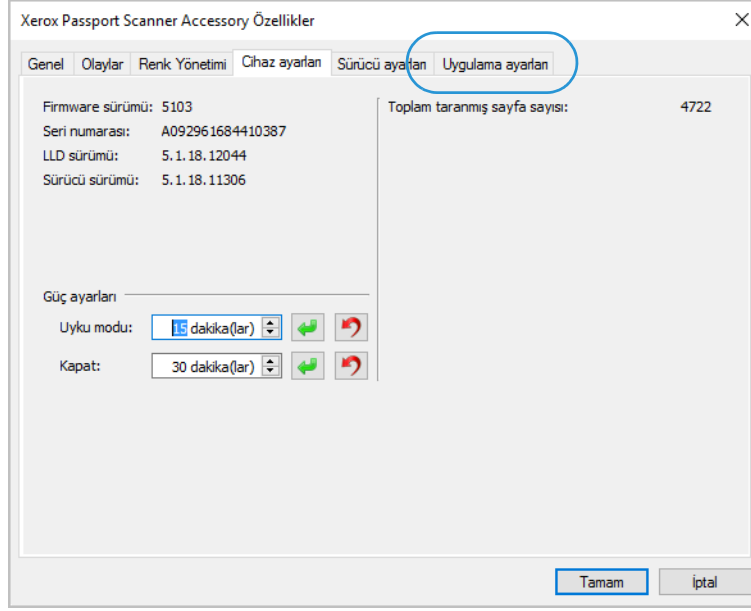 Xerox Passport Scanner Accessory Özellikler
Genel Olaylar Renk Yönetimi Cihaz ayarları Sürücü ayarları Uygulama ayarları
Firmware sürümü: 5103
Seri numarası: A092961684410387
LLD sürümü: 5.1.18.12044
Sürücü sürümü: 5.1.18.11306
Toplam taranmış sayfa sayısı: 4722
Güç ayarları
Uyku modu: 15 dakika(lar)
Kapat: 30 dakika(lar)
Tamam İptal